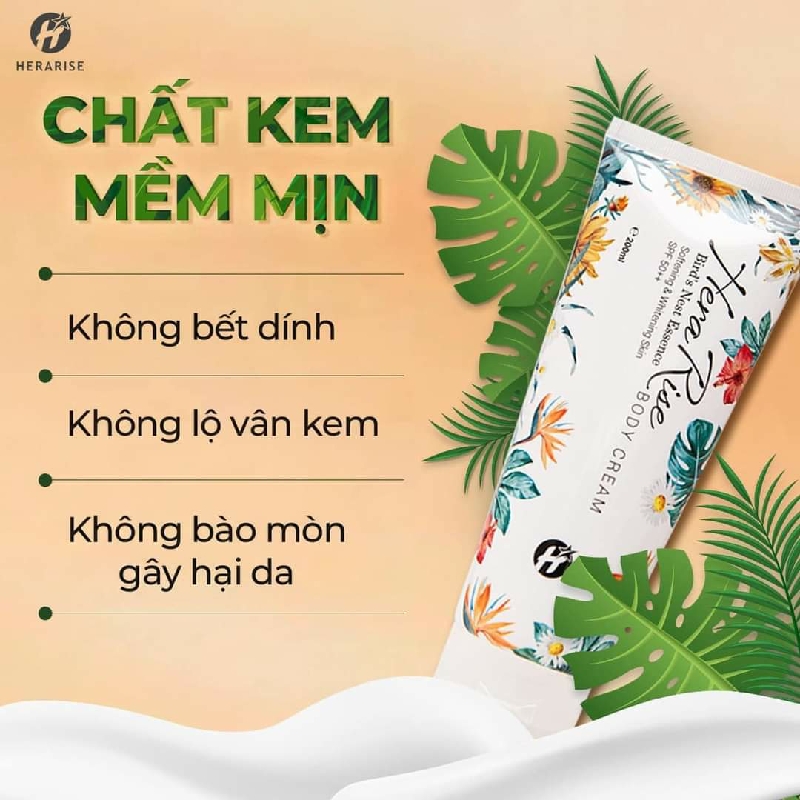 HERARISE
CHẤT KEM
MỀM MỊN
Không bết dính
Không lộ vân kem
Không bào mòn
gây hại da
Hera Rise
Bird's Nest Essence
Softening & Whitening Skin
SPF 50++
℮ 200ml
BODY CREAM